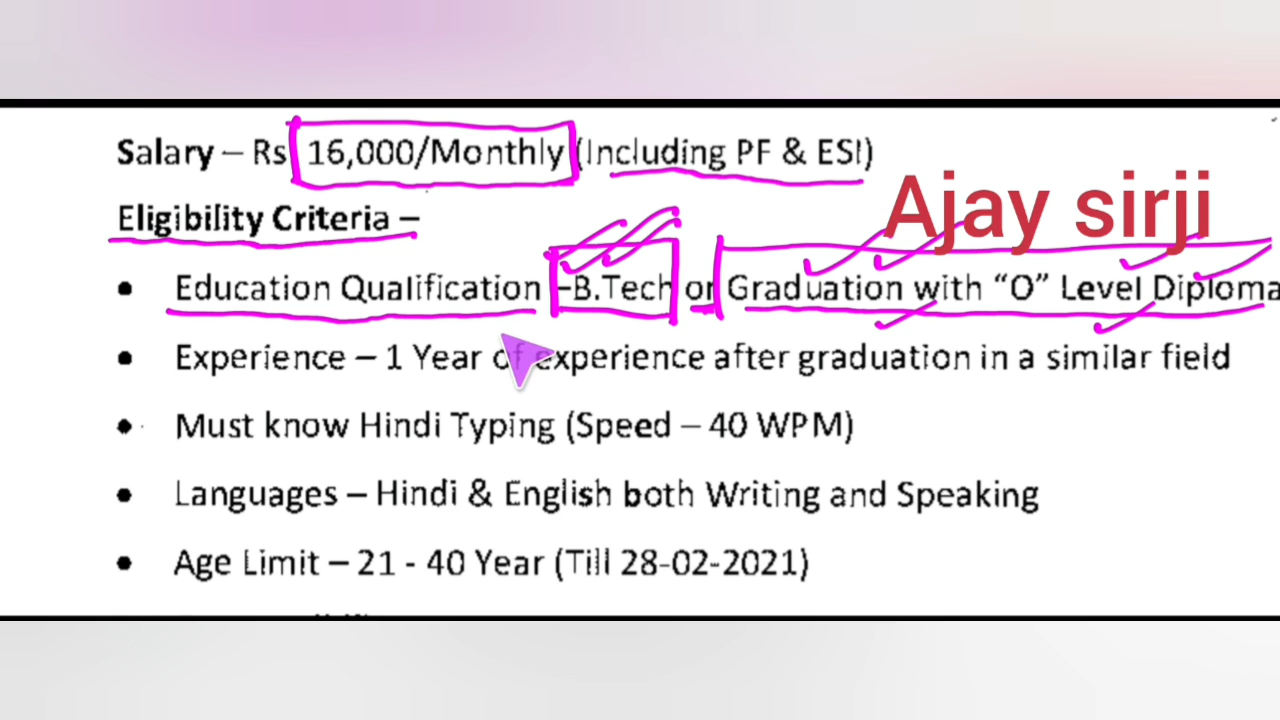 Salary – Rs 16,000/Monthly (Including PF & ESI)
Ajay sirji
Eligibility Criteria –
• Education Qualification –B.Tech or Graduation with “O” Level Diploma
• Experience – 1 Year of experience after graduation in a similar field
• Must know Hindi Typing (Speed – 40 WPM)
• Languages – Hindi & English both Writing and Speaking
• Age Limit – 21 - 40 Year (Till 28-02-2021)